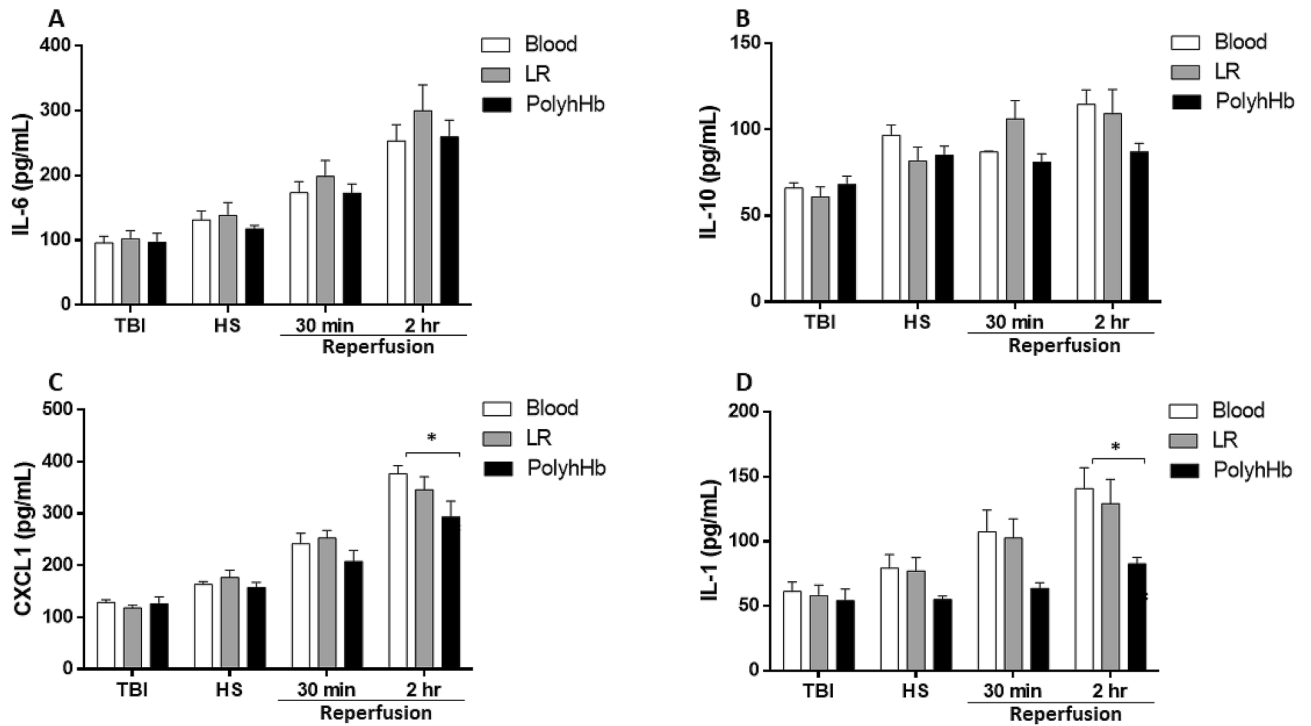 A
IL-6 (pg/mL)
400
300
200
100
0
TBI HS 30 min 2 hr
Reperfusion
Blood
LR
PolyhHb
B
IL-10 (pg/mL)
150
100
50
0
TBI HS 30 min 2 hr
Reperfusion
Blood
LR
PolyhHb
C
CXCL1 (pg/mL)
500
400
300
200
100
0
*
TBI HS 30 min 2 hr
Reperfusion
Blood
LR
PolyhHb
D
IL-1 (pg/mL)
200
150
100
50
0
*
TBI HS 30 min 2 hr
Reperfusion
Blood
LR
PolyhHb